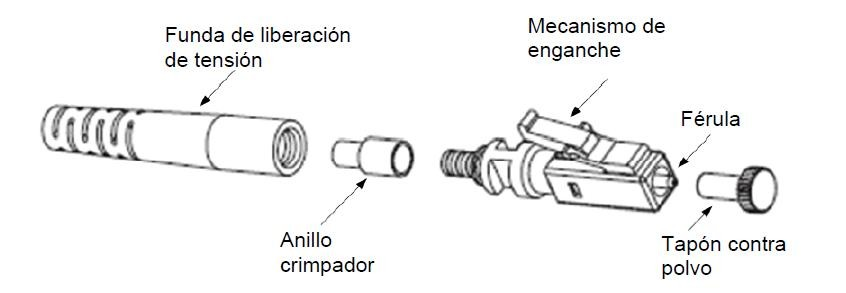 Funda de liberación
de tensión
Mecanismo de
enganche
Férula
Anillo
crimpador
Tapón contra
polvo